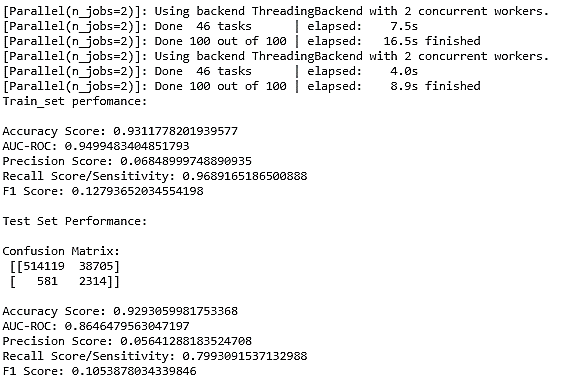 [Parallel(n_jobs=2)]: Using backend ThreadingBackend with 2 concurrent workers.
[Parallel(n_jobs=2)]: Done  46 tasks      | elapsed:    7.5s
[Parallel(n_jobs=2)]: Done 100 out of 100 | elapsed:   16.5s finished
[Parallel(n_jobs=2)]: Using backend ThreadingBackend with 2 concurrent workers.
[Parallel(n_jobs=2)]: Done  46 tasks      | elapsed:    4.0s
[Parallel(n_jobs=2)]: Done 100 out of 100 | elapsed:    8.9s finished
Train_set perfomance:
Accuracy Score: 0.9311778201939577
AUC-ROC: 0.9499483404851793
Precision Score: 0.06848999748890935
Recall Score/Sensitivity: 0.9689165186500888
F1 Score: 0.12793652034554198
Test Set Performance:
Confusion Matrix:
[[514119  38705]
[   581   2314]]
Accuracy Score: 0.9293059981753368
AUC-ROC: 0.8646479563047197
Precision Score: 0.05641288183524708
Recall Score/Sensitivity: 0.7993091537132988
F1 Score: 0.1053878034339846